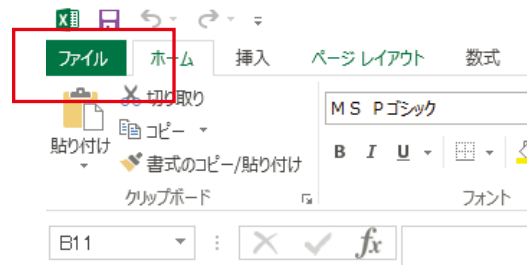 ファイル ホーム 挿入 ページ レイアウト 数式
切り取り
コピー
貼り付け
書式のコピー/貼り付け
クリップボード
ＭＳ Ｐゴシック
B I U
フォント
B11
fx